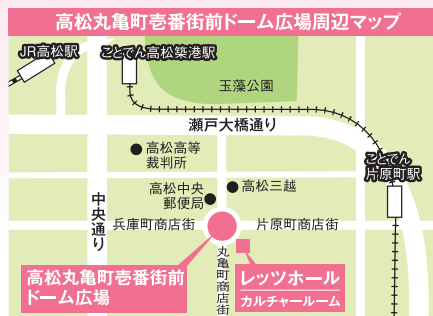 高松丸亀町壱番街前ドーム広場周辺マップ
JR高松駅
ことでん高松築港駅
玉藻公園
瀬戸大橋通り
高松高等
裁判所
ことでん
片原町駅
高松中央
郵便局
高松三越
中央通り
兵庫町商店街
片原町商店街
丸亀町商店街
高松丸亀町壱番街前
ドーム広場
レッツホール
カルチャールーム